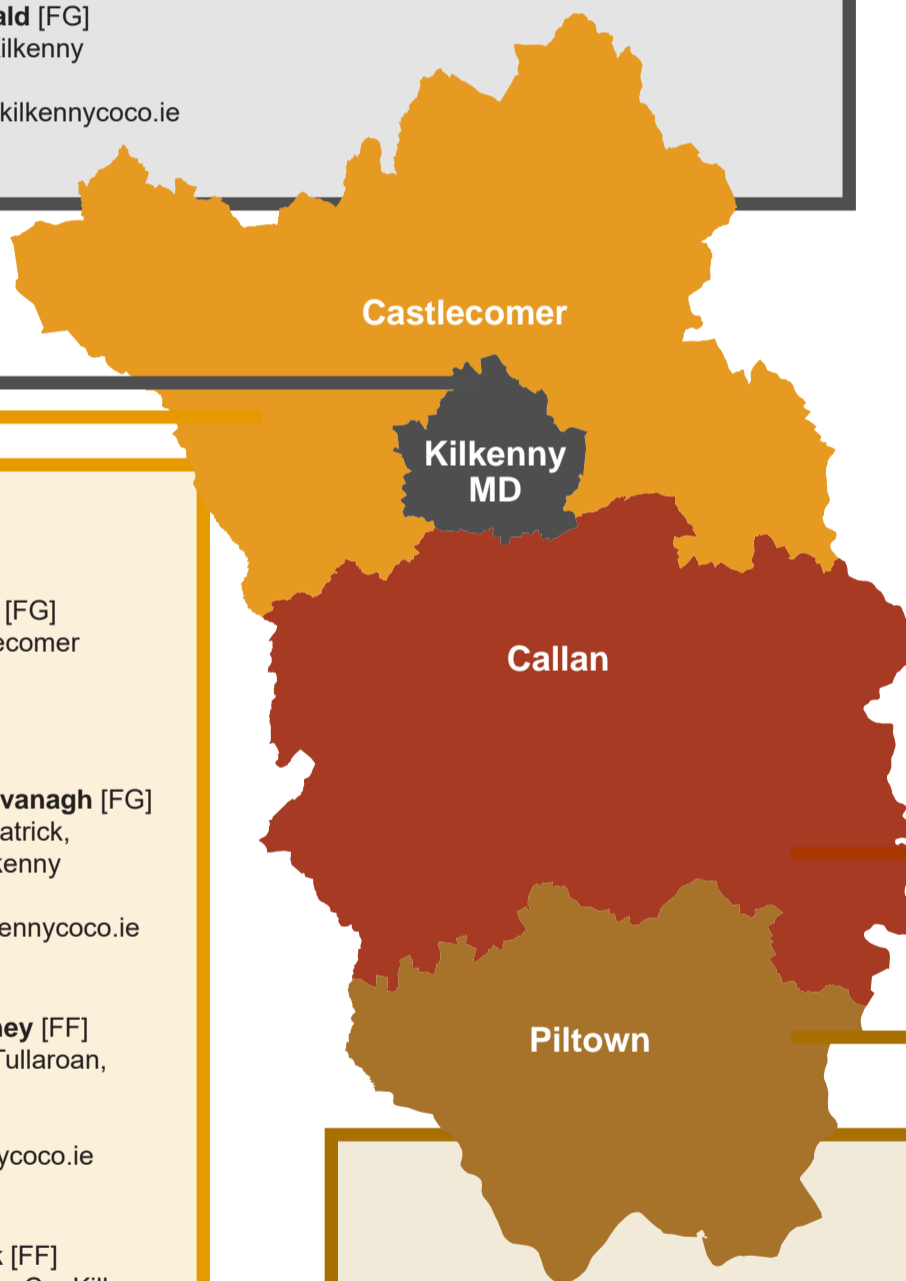 ald [FG]
ilkenny
kilkennycoco.ie
Castlecomer
Kilkenny
MD
[FG]
ecomer
Callan
vanagh [FG]
atrick,
kenny
ennycoco.ie
ney [FF]
Tullaroan,
ycoco.ie
Piltown
k [FF]